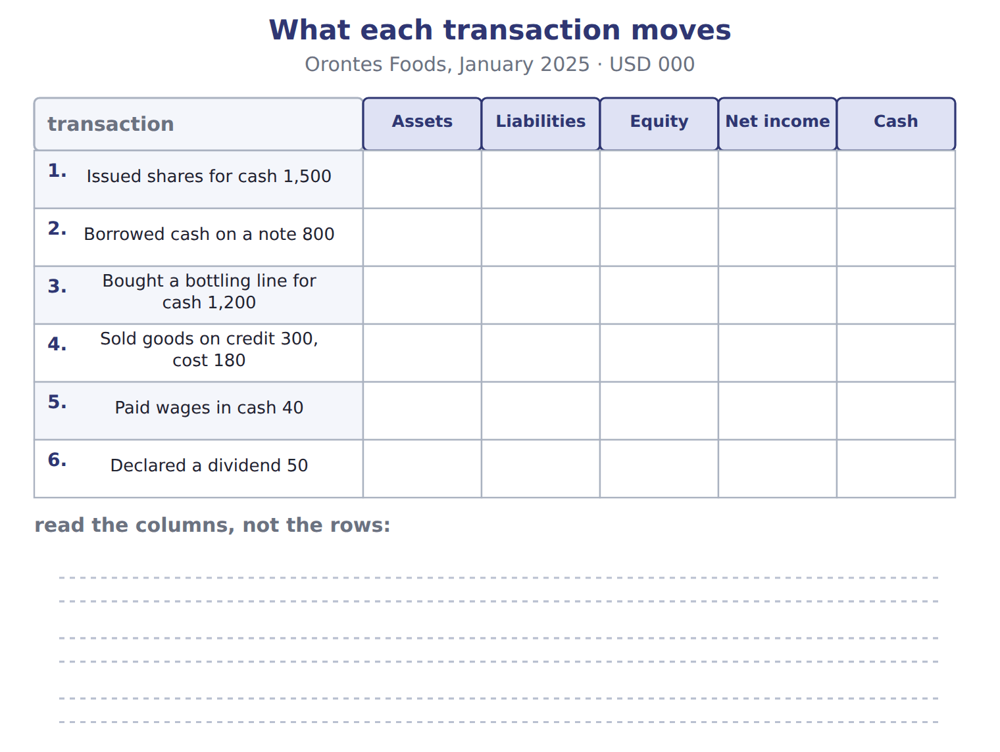 What each transaction moves
Orontes Foods, January 2025 · USD 000
transaction Assets Liabilities Equity Net income Cash
1. Issued shares for cash 1,500
2. Borrowed cash on a note 800
3. Bought a bottling line for
cash 1,200
4. Sold goods on credit 300,
cost 180
5. Paid wages in cash 40
6. Declared a dividend 50
read the columns, not the rows: